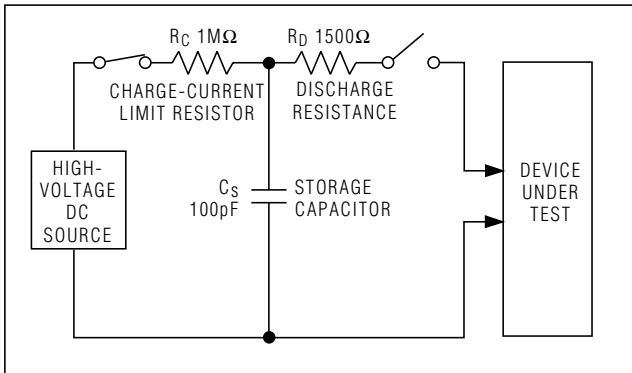 R_C 1MΩ
CHARGE-CURRENT
LIMIT RESISTOR
R_D 1500Ω
DISCHARGE
RESISTANCE
HIGH-
VOLTAGE
DC
SOURCE
C_S
100pF
STORAGE
CAPACITOR
DEVICE
UNDER
TEST